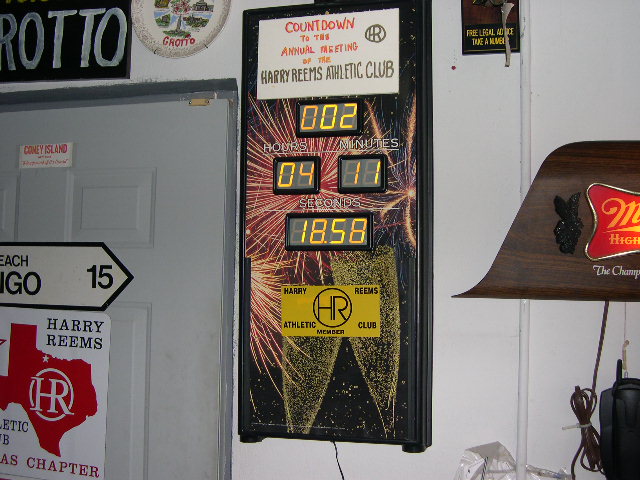 ROTTO
GROTTO
FREE LEGAL ADVICE
TAKE A NUMBER
COUNTDOWN
TO THE
ANNUAL MEETING
OF THE
HARRY REEMS ATHLETIC CLUB
HR
002
HOURS MINUTES
04 11
SECONDS
18.58
HARRY REEMS
HR
ATHLETIC CLUB
MEMBER
CONEY ISLAND
EACH
IGO 15
HARRY
REEMS
HR
LETIC
UB
AS CHAPTER
HIGH
The Champ